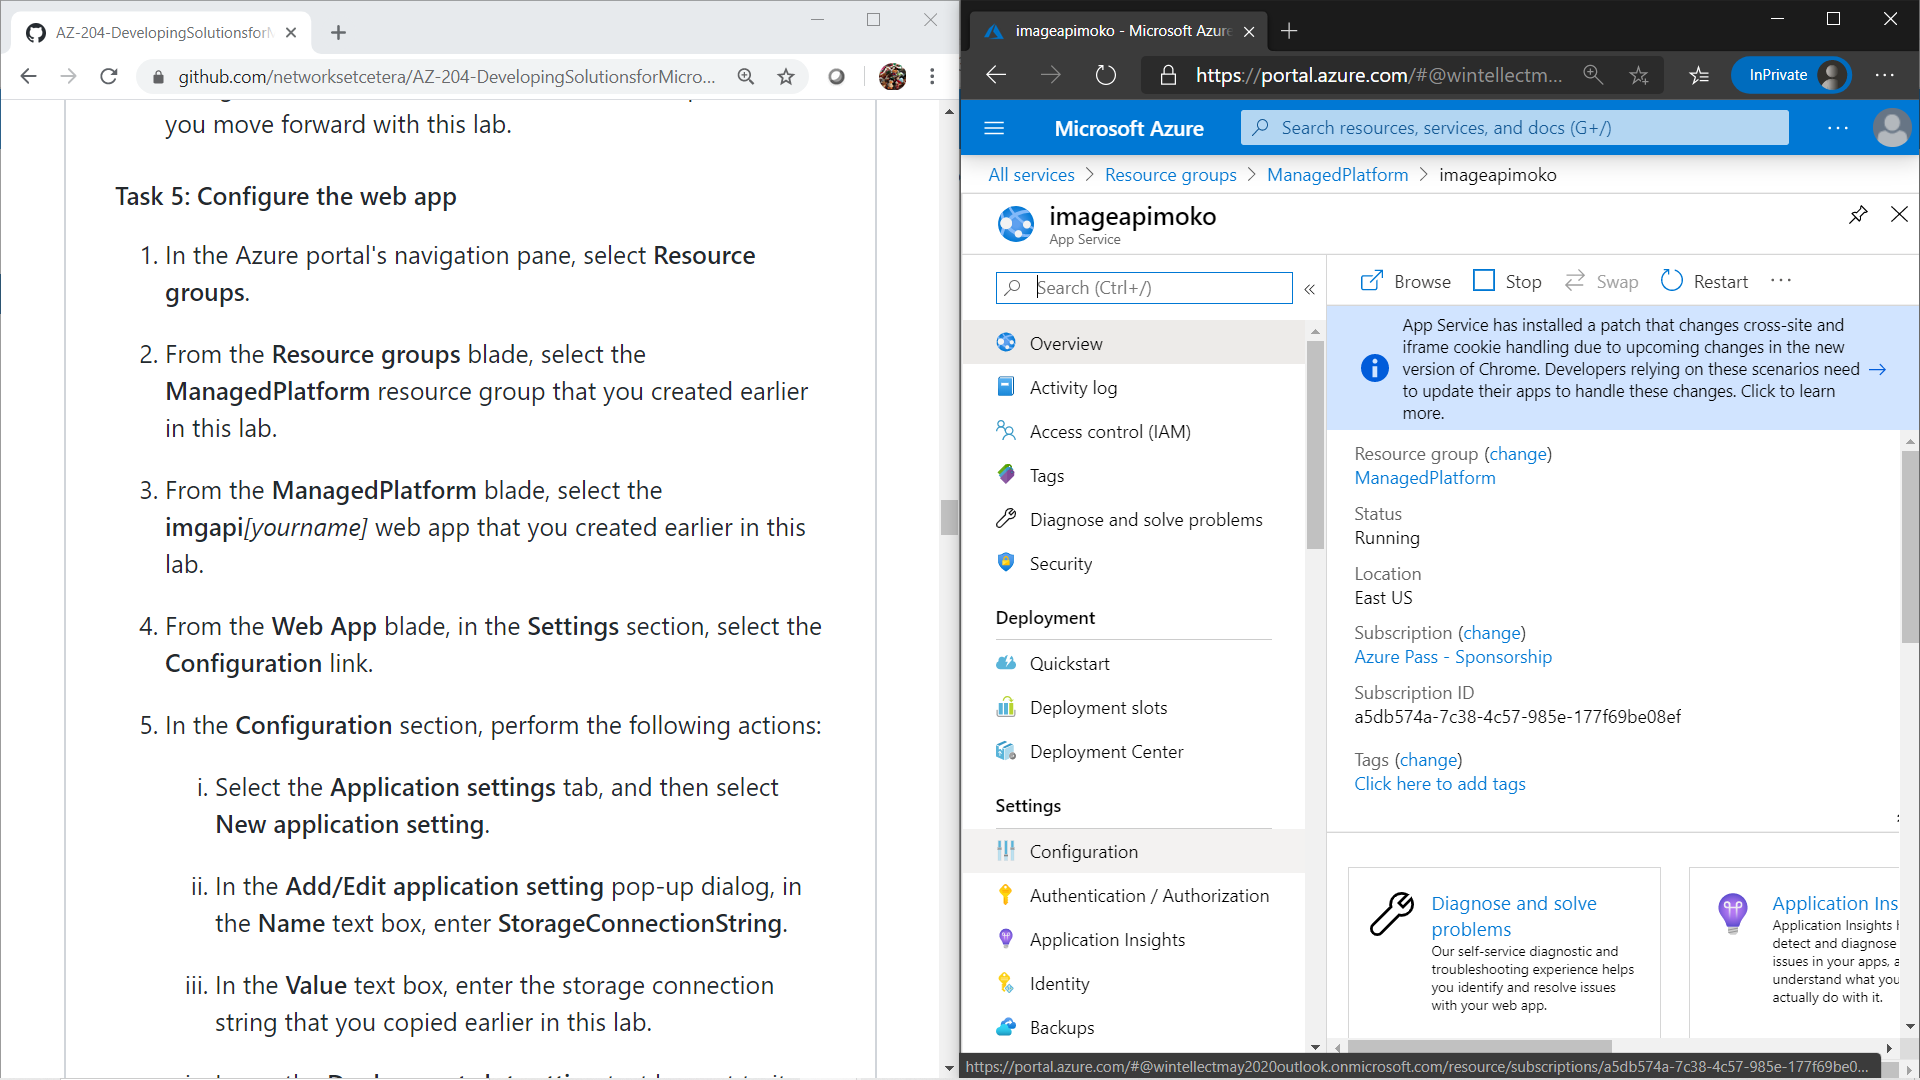 AZ-204-DevelopingSolutionsforM
github.com/networksetcetera/AZ-204-DevelopingSolutionsforMicro...
you move forward with this lab.
Task 5: Configure the web app
1. In the Azure portal's navigation pane, select Resource
groups.
2. From the Resource groups blade, select the
ManagedPlatform resource group that you created earlier
in this lab.
3. From the ManagedPlatform blade, select the
imgapi[yourname] web app that you created earlier in this
lab.
4. From the Web App blade, in the Settings section, select the
Configuration link.
5. In the Configuration section, perform the following actions:
i. Select the Application settings tab, and then select
New application setting.
ii. In the Add/Edit application setting pop-up dialog, in
the Name text box, enter StorageConnectionString.
iii. In the Value text box, enter the storage connection
string that you copied earlier in this lab.
imageapimoko - Microsoft Azure
https://portal.azure.com/#@wintellectm...
InPrivate
Microsoft Azure
Search resources, services, and docs (G+/)
All services > Resource groups > ManagedPlatform > imageapimoko
imageapimoko
App Service
Search (Ctrl+/)
Overview
Activity log
Access control (IAM)
Tags
Diagnose and solve problems
Security
Deployment
Quickstart
Deployment slots
Deployment Center
Settings
Configuration
Authentication / Authorization
Application Insights
Identity
Backups
Browse Stop Swap Restart ...
App Service has installed a patch that changes cross-site and
iframe cookie handling due to upcoming changes in the new
version of Chrome. Developers relying on these scenarios need
to update their apps to handle these changes. Click to learn
more.
Resource group (change)
ManagedPlatform
Status
Running
Location
East US
Subscription (change)
Azure Pass - Sponsorship
Subscription ID
a5db574a-7c38-4c57-985e-177f69be08ef
Tags (change)
Click here to add tags
Diagnose and solve
problems
Our self-service diagnostic and
troubleshooting experience helps
you identify and resolve issues
with your web app.
Application Ins
Application Insights
detect and diagnose
issues in your apps, a
understand what you
actually do with it.
https://portal.azure.com/#@wintellectmay2020outlook.onmicrosoft.com/resource/subscriptions/a5db574a-7c38-4c57-985e-177f69be0...